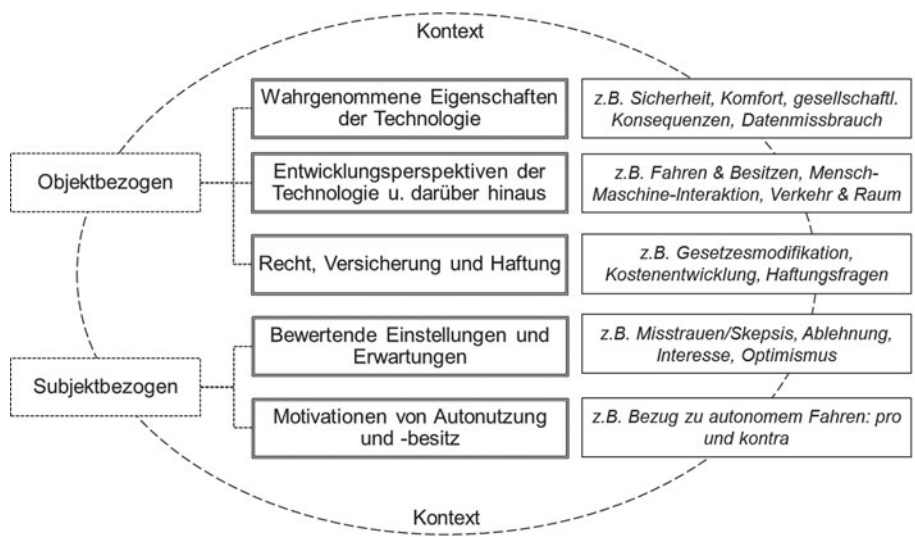 Kontext
Objektbezogen
Wahrgenommene Eigenschaften
der Technologie
z.B. Sicherheit, Komfort, gesellschaftl.
Konsequenzen, Datenmissbrauch
Entwicklungsperspektiven der
Technologie u. darüber hinaus
z.B. Fahren & Besitzen, Mensch-
Maschine-Interaktion, Verkehr & Raum
Recht, Versicherung und Haftung
z.B. Gesetzesmodifikation,
Kostenentwicklung, Haftungsfragen
Subjektbezogen
Bewertende Einstellungen und
Erwartungen
z.B. Misstrauen/Skepsis, Ablehnung,
Interesse, Optimismus
Motivationen von Autonutzung
und -besitz
z.B. Bezug zu autonomem Fahren: pro
und kontra
Kontext